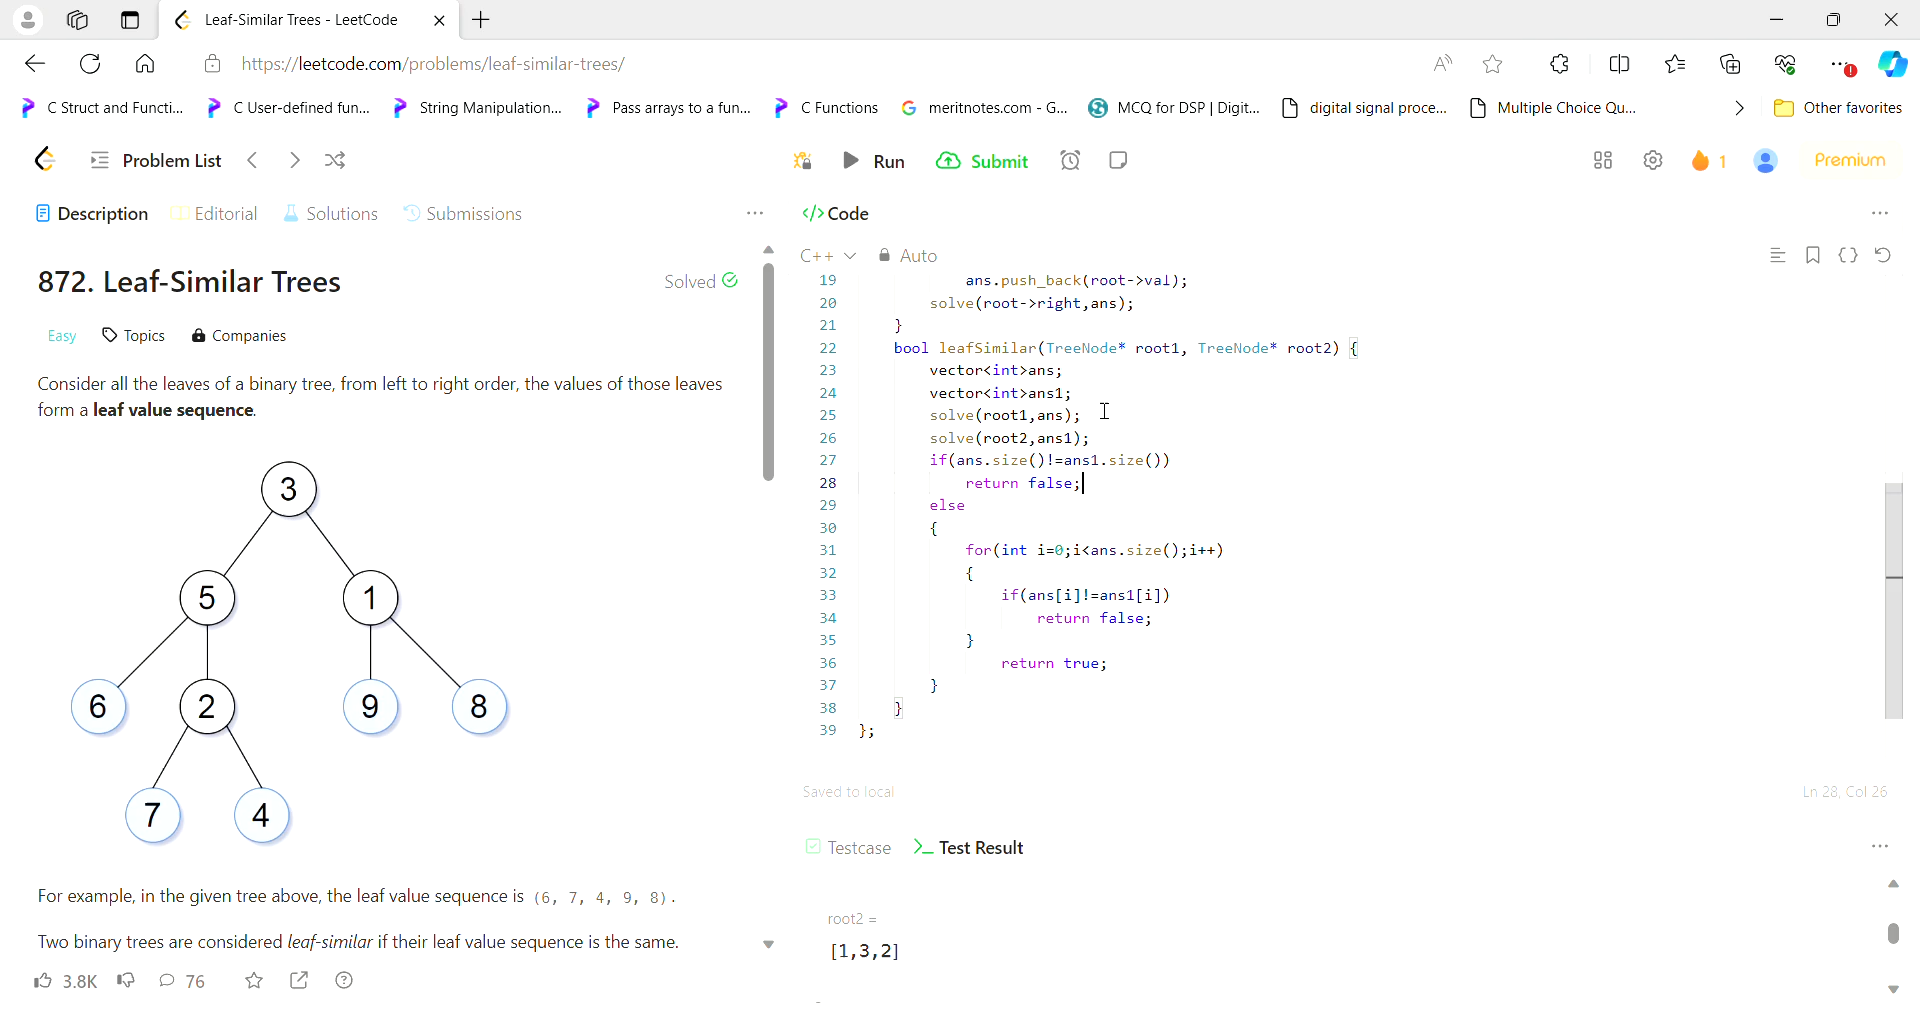 Leaf-Similar Trees - LeetCode
https://leetcode.com/problems/leaf-similar-trees/
C Struct and Functi...
C User-defined fun...
String Manipulation...
Pass arrays to a fun...
C Functions
meritnotes.com - G...
MCQ for DSP | Digit...
digital signal proce...
Multiple Choice Qu...
Other favorites
Problem List
Run
Submit
1
Premium
Description
Editorial
Solutions
Submissions
872. Leaf-Similar Trees
Solved
Easy
Topics
Companies
Consider all the leaves of a binary tree, from left to right order, the values of those leaves
form a leaf value sequence.
3
5
1
6
2
9
8
7
4
For example, in the given tree above, the leaf value sequence is (6, 7, 4, 9, 8).
Two binary trees are considered leaf-similar if their leaf value sequence is the same.
3.8K
76
</> Code
C++
Auto
19 ans.push_back(root->val);
20 solve(root->right,ans);
21 }
22 bool leafSimilar(TreeNode* root1, TreeNode* root2) {
23 vector<int>ans;
24 vector<int>ans1;
25 solve(root1,ans);
26 solve(root2,ans1);
27 if(ans.size()!=ans1.size())
28 return false;
29 else
30 {
31 for(int i=0;i<ans.size();i++)
32 {
33 if(ans[i]!=ans1[i])
34 return false;
35 }
36 return true;
37 }
38 }
39 };
Saved to local
Ln 28, Col 26
Testcase
>_ Test Result
root2 =
[1,3,2]